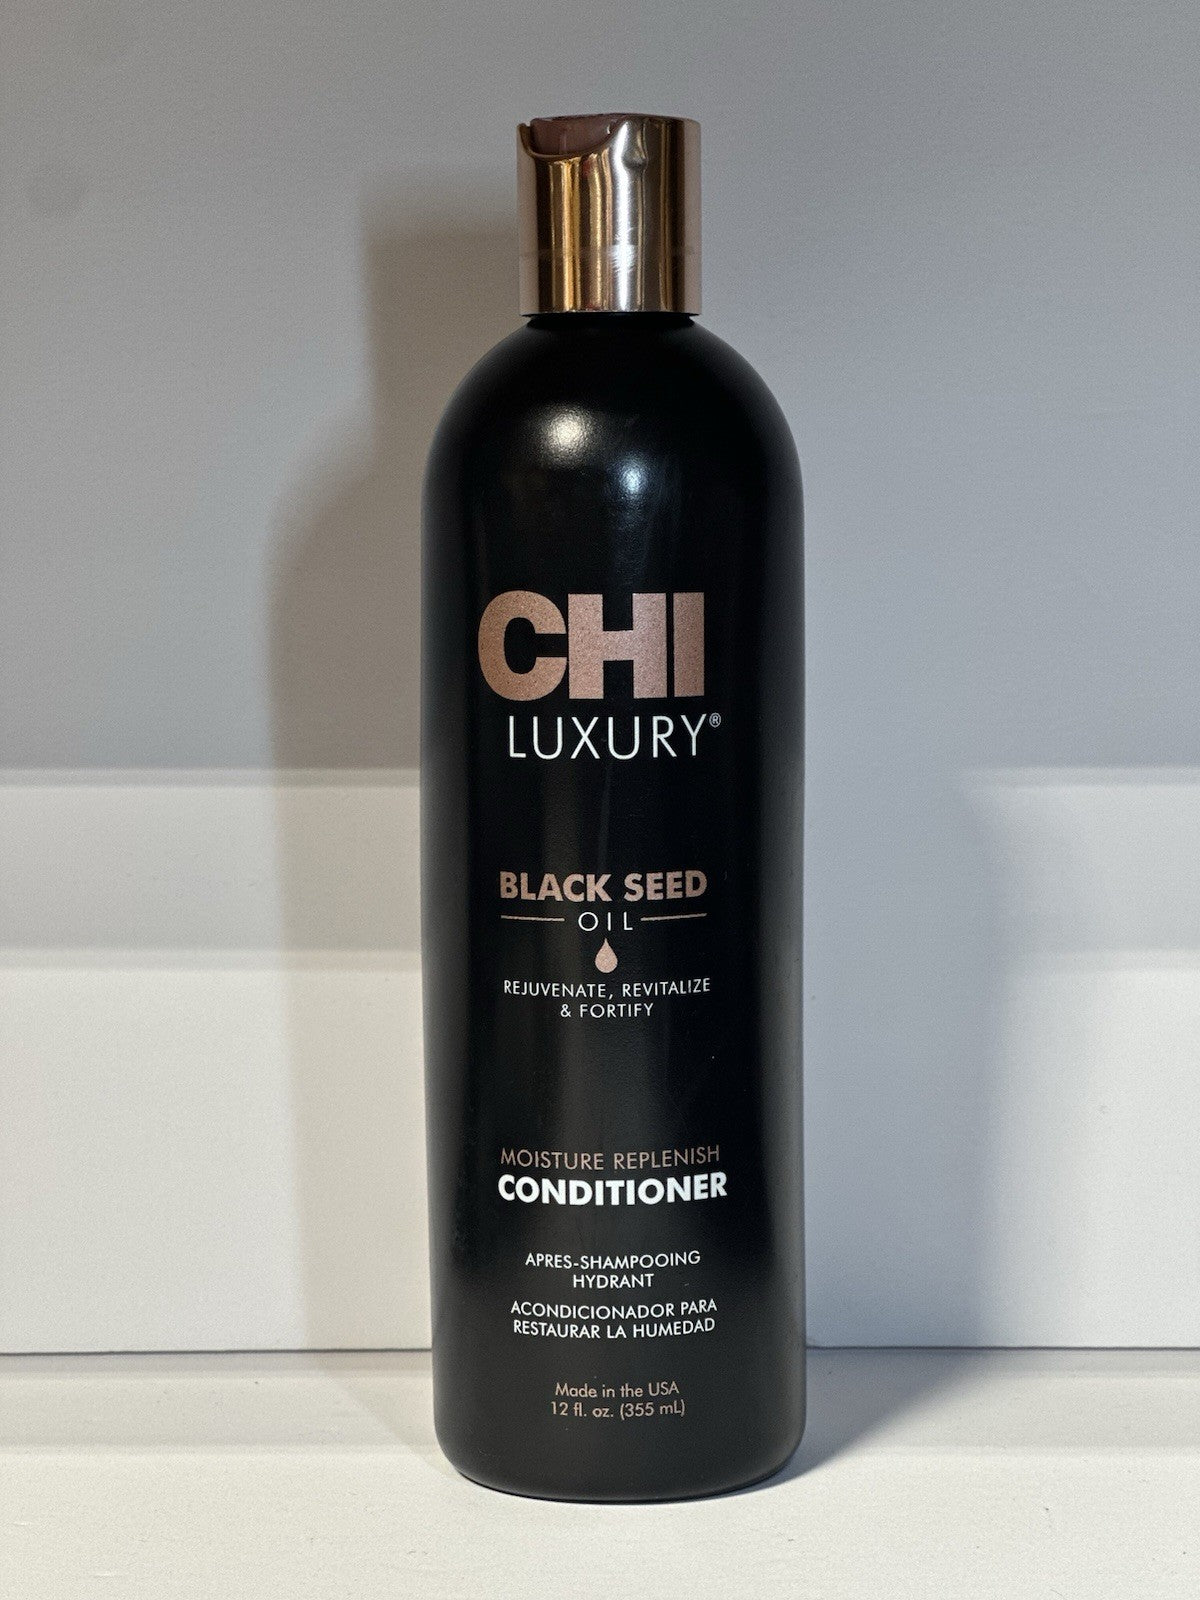 CHI
LUXURY®
BLACK SEED
OIL
REJUVENATE, REVITALIZE
& FORTIFY
MOISTURE REPLENISH
CONDITIONER
APRES-SHAMPOOING
HYDRANT
ACONDICIONADOR PARA
RESTAURAR LA HUMEDAD
Made in the USA
12 fl. oz. (355 mL)